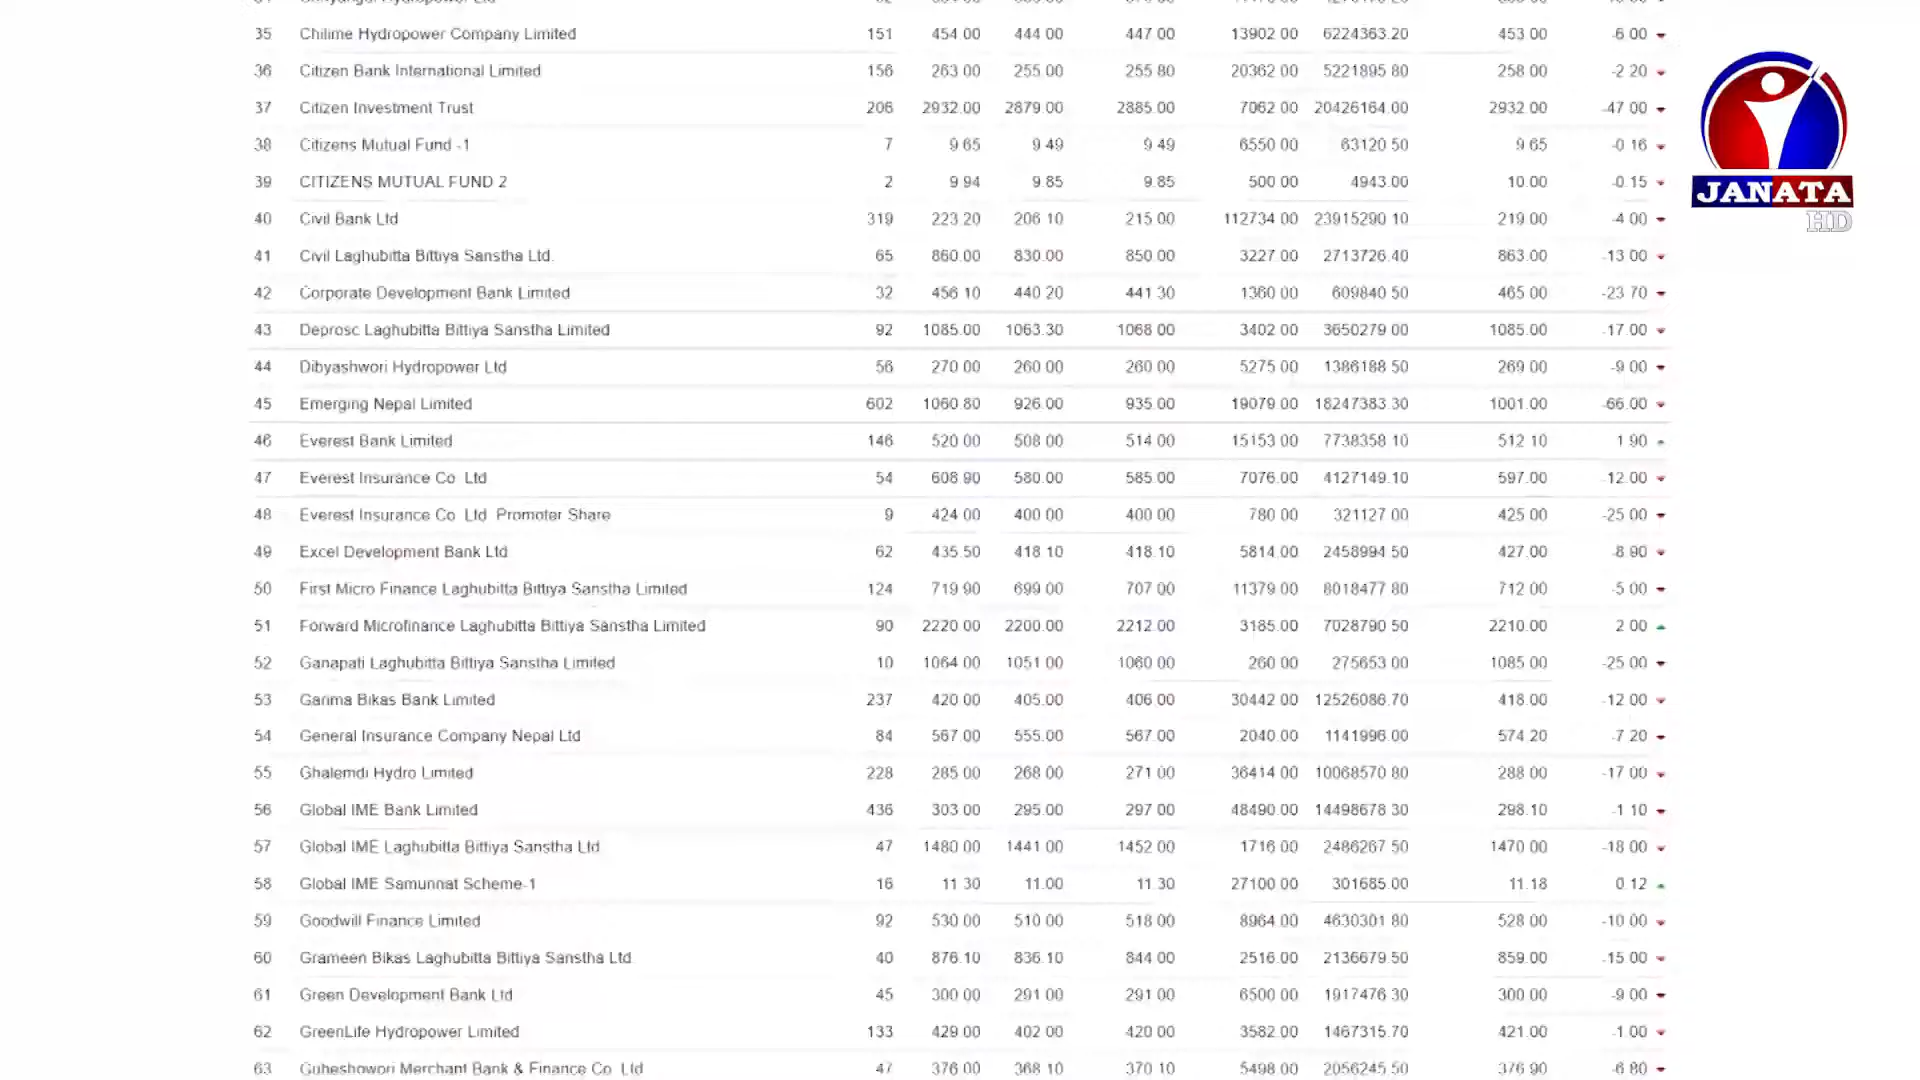 35 Chilime Hydropower Company Limited 151 454.00 444.00 447.00 13902.00 6224363.20 453.00 -6.00
36 Citizen Bank International Limited 156 263.00 255.00 255.80 20362.00 5221895.80 258.00 -2.20
37 Citizen Investment Trust 206 2932.00 2879.00 2885.00 7062.00 20426164.00 2932.00 -47.00
38 Citizens Mutual Fund -1 7 9.65 9.49 9.49 6550.00 63120.50 9.65 -0.16
39 CITIZENS MUTUAL FUND 2 2 9.94 9.85 9.85 500.00 4943.00 10.00 -0.15
40 Civil Bank Ltd 319 223.20 206.10 215.00 112734.00 23915290.10 219.00 -4.00
41 Civil Laghubitta Bittiya Sanstha Ltd. 65 860.00 830.00 850.00 3227.00 2713726.40 863.00 -13.00
42 Corporate Development Bank Limited 32 456.10 440.20 441.30 1360.00 609840.50 465.00 -23.70
43 Deprosc Laghubitta Bittiya Sanstha Limited 92 1085.00 1063.30 1068.00 3402.00 3650279.00 1085.00 -17.00
44 Dibyashwori Hydropower Ltd 56 270.00 260.00 260.00 5275.00 1386188.50 269.00 -9.00
45 Emerging Nepal Limited 602 1060.80 926.00 935.00 19079.00 18247383.30 1001.00 -66.00
46 Everest Bank Limited 146 520.00 508.00 514.00 15153.00 7738358.10 512.10 1.90
47 Everest Insurance Co. Ltd 54 608.90 580.00 585.00 7076.00 4127149.10 597.00 -12.00
48 Everest Insurance Co. Ltd. Promoter Share 9 424.00 400.00 400.00 780.00 321127.00 425.00 -25.00
49 Excel Development Bank Ltd 62 435.50 418.10 418.10 5814.00 2458994.50 427.00 -8.90
50 First Micro Finance Laghubitta Bittiya Sanstha Limited 124 719.90 699.00 707.00 11379.00 8018477.80 712.00 -5.00
51 Forward Microfinance Laghubitta Bittiya Sanstha Limited 90 2220.00 2200.00 2212.00 3185.00 7028790.50 2210.00 2.00
52 Ganapati Laghubitta Bittiya Sanstha Limited 10 1064.00 1051.00 1060.00 260.00 275653.00 1085.00 -25.00
53 Garima Bikas Bank Limited 237 420.00 405.00 406.00 30442.00 12526086.70 418.00 -12.00
54 General Insurance Company Nepal Ltd 84 567.00 555.00 567.00 2040.00 1141996.00 574.20 -7.20
55 Ghalemdi Hydro Limited 228 285.00 268.00 271.00 36414.00 10068570.80 288.00 -17.00
56 Global IME Bank Limited 436 303.00 295.00 297.00 48490.00 14498678.30 298.10 -1.10
57 Global IME Laghubitta Bittiya Sanstha Ltd 47 1480.00 1441.00 1452.00 1716.00 2486267.50 1470.00 -18.00
58 Global IME Samunnat Scheme-1 16 11.30 11.00 11.30 27100.00 301685.00 11.18 0.12
59 Goodwill Finance Limited 92 530.00 510.00 518.00 8964.00 4630301.80 528.00 -10.00
60 Grameen Bikas Laghubitta Bittiya Sanstha Ltd. 40 876.10 836.10 844.00 2516.00 2136679.50 859.00 -15.00
61 Green Development Bank Ltd 45 300.00 291.00 291.00 6500.00 1917476.30 300.00 -9.00
62 GreenLife Hydropower Limited 133 429.00 402.00 420.00 3582.00 1467315.70 421.00 -1.00
63 Guheshowori Merchant Bank & Finance Co. Ltd 47 376.00 368.10 370.10 5498.00 2056245.50 376.90 -6.80
JANATA
HD